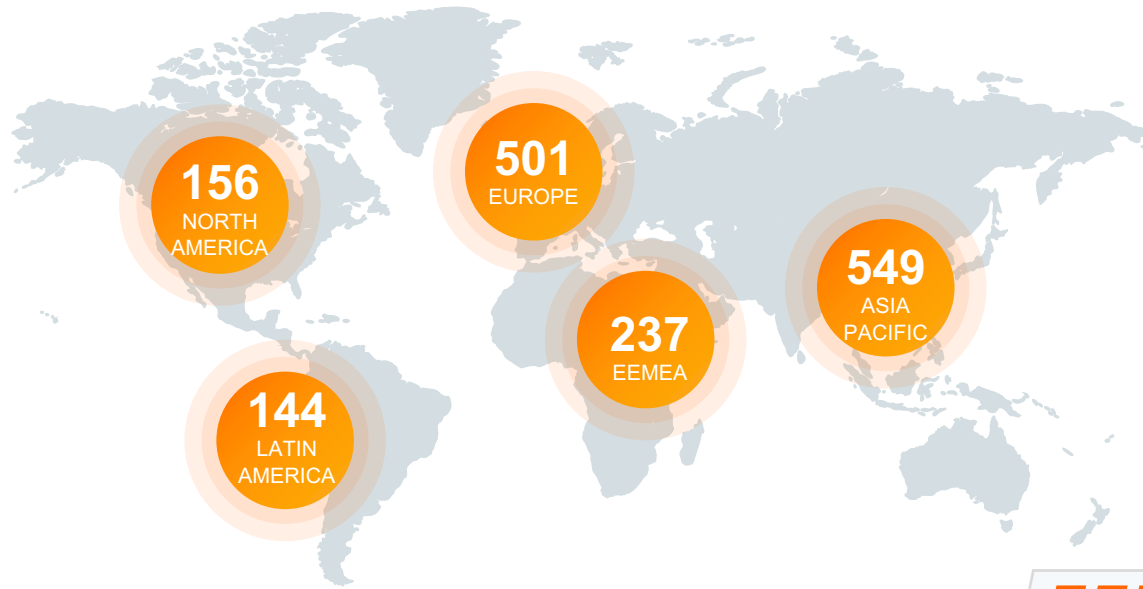 156
NORTH
AMERICA
501
EUROPE
549
ASIA
PACIFIC
237
EEMEA
144
LATIN
AMERICA